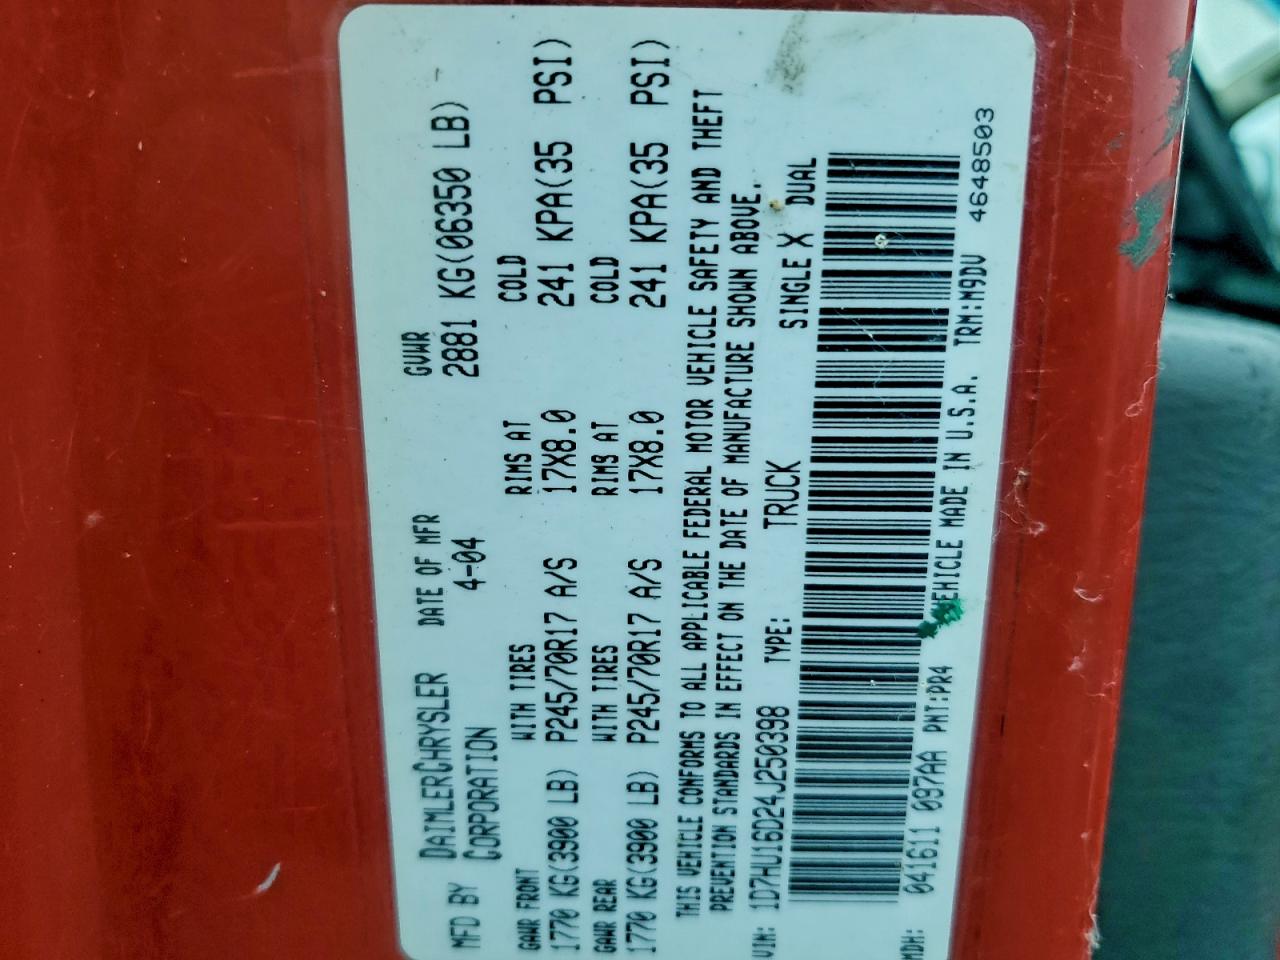 MFD BY DAIMLERCHRYSLER CORPORATION DATE OF MFR 4-04 GVWR 2881 KG(06350 LB)
GAWR FRONT WITH TIRES RIMS AT COLD
1770 KG(3900 LB) P245/70R17 A/S 17X8.0 241 KPA(35 PSI)
GAWR REAR WITH TIRES RIMS AT COLD
1770 KG(3900 LB) P245/70R17 A/S 17X8.0 241 KPA(35 PSI)
THIS VEHICLE CONFORMS TO ALL APPLICABLE FEDERAL MOTOR VEHICLE SAFETY AND THEFT
PREVENTION STANDARDS IN EFFECT ON THE DATE OF MANUFACTURE SHOWN ABOVE.
VIN: 1D7HU16D24J250398 TYPE: TRUCK SINGLE X DUAL
MDH: 041611 097AA PNT:PR4 VEHICLE MADE IN U.S.A. TRM:M9DV 4648503